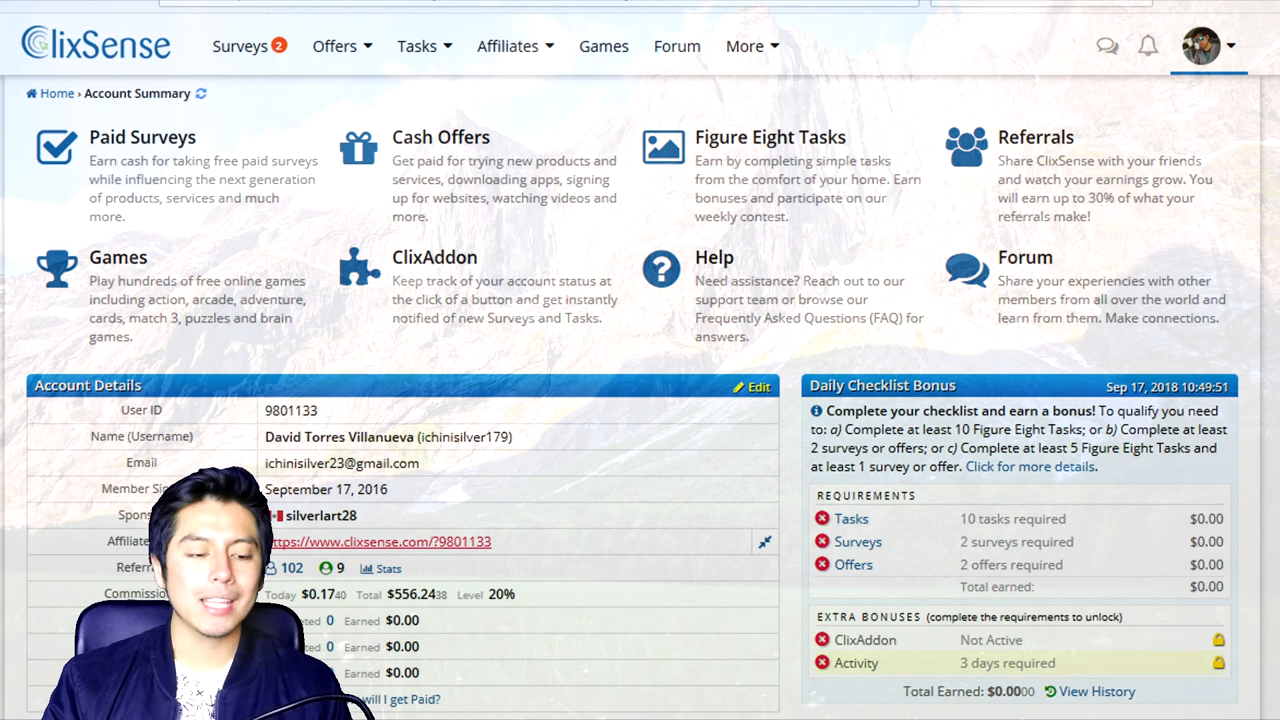 ClixSense Surveys 2 Offers Tasks Affiliates Games Forum More
Home › Account Summary
Paid Surveys
Earn cash for taking free paid surveys
while influencing the next generation
of products, services and much
more.
Cash Offers
Get paid for trying new products and
services, downloading apps, signing
up for websites, watching videos and
more.
Figure Eight Tasks
Earn by completing simple tasks
from the comfort of your home. Earn
bonuses and participate on our
weekly contest.
Referrals
Share ClixSense with your friends
and watch your earnings grow. You
will earn up to 30% of what your
referrals make!
Games
Play hundreds of free online games
including action, arcade, adventure,
cards, match 3, puzzles and brain
games.
ClixAddon
Keep track of your account status at
the click of a button and get instantly
notified of new Surveys and Tasks.
Help
Need assistance? Reach out to our
support team or browse our
Frequently Asked Questions (FAQ) for
answers.
Forum
Share your experiences with other
members from all over the world and
learn from them. Make connections.
Account Details Edit
User ID 9801133
Name (Username) David Torres Villanueva (ichinisilver179)
Email ichinisilver23@gmail.com
Member Sin September 17, 2016
Spons silverlart28
Affiliate ttps://www.clixsense.com/?9801133
Referr 102 9 Stats
Commissio Today $0.1740 Total $556.2438 Level 20%
eted 0 Earned $0.00
ted 0 Earned $0.00
Earned $0.00
will I get Paid?
Daily Checklist Bonus Sep 17, 2018 10:49:51
Complete your checklist and earn a bonus! To qualify you need
to: a) Complete at least 10 Figure Eight Tasks; or b) Complete at least
2 surveys or offers; or c) Complete at least 5 Figure Eight Tasks and
at least 1 survey or offer. Click for more details.
REQUIREMENTS
Tasks 10 tasks required $0.00
Surveys 2 surveys required $0.00
Offers 2 offers required $0.00
Total earned: $0.00
EXTRA BONUSES (complete the requirements to unlock)
ClixAddon Not Active
Activity 3 days required
Total Earned: $0.0000 View History